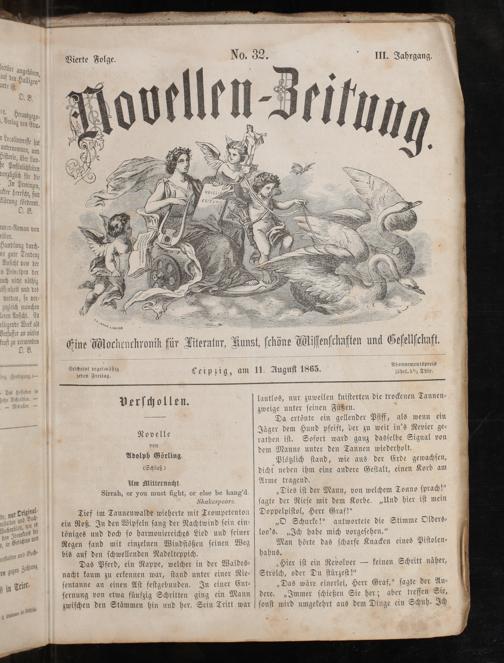 Vierte Folge.
No. 32.
III. Jahrgang.
Novellen-Zeitung.
Eine Wochenchronik für Literatur, Kunst, schöne Wissenschaften und Gesellschaft.
Erscheint regelmäßig
jeden Freitag.
Leipzig, am 11. August 1865.
Abonnementspreis
Verschollen.
Novelle
von
Adolph Görling.
(Schluß.)
Um Mitternacht.
Sirrah, or you must fight, or else be hang'd.
Shakespeare.
Tief im Tannenwalde wieherte mit Trompetenton
ein Roß. In den Wipfeln sang der Nachtwind sein ein-
töniges und doch so harmonienreiches Lied und feiner
Regen fand mit einzelnen Windstößen seinen Weg
bis auf den schwellenden Nadelteppich.
Das Pferd, ein Rappe, welcher in der Waldes-
nacht kaum zu erkennen war, stand unter einer Rie-
sentanne an einen Ast festgebunden. In einer Ent-
fernung von etwa fünfzig Schritten ging ein Mann
zwischen den Stämmen hin und her. Sein Tritt war
lautlos, nur zuweilen knisterten die trockenen Tannen-
zweige unter seinen Füßen.
Da ertönte ein gellender Pfiff, als wenn ein
Jäger dem Hund pfeift, der zu weit in's Revier ge-
rathen ist. Sofort ward ganz dasselbe Signal von
dem Manne unter den Tannen wiederholt.
Plötzlich stand, wie aus der Erde gewachsen,
dicht neben ihm eine andere Gestalt, einen Korb am
Arme tragend.
„Dies ist der Mann, von welchem Tonno sprach!"
sagte der Riese mit dem Korbe. „Und hier ist mein
Doppelpistol, Herr Graf!"
„O Schurke!" antwortete die Stimme Olders-
loo's. „Ich habe mich vorgesehen."
Man hörte das scharfe Knacken eines Pistolen-
hahns.
„Hier ist ein Revolver — keinen Schritt näher,
Strolch, oder Du stürzest!"
„Das wäre einerlei, Herr Graf," sagte der An-
dere. „Immer schießen Sie her; aber treffen Sie,
sonst wird umgekehrt aus dem Dinge ein Schuh. Ich